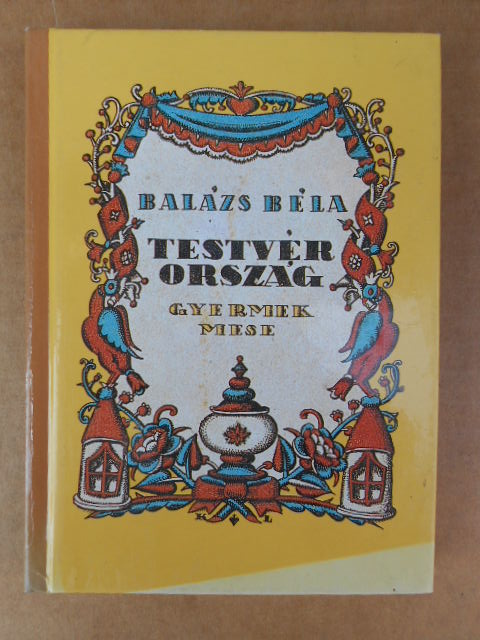 BALÁZS BÉLA
TESTVÉR
ORSZÁG
GYERMEK
MESE
K L